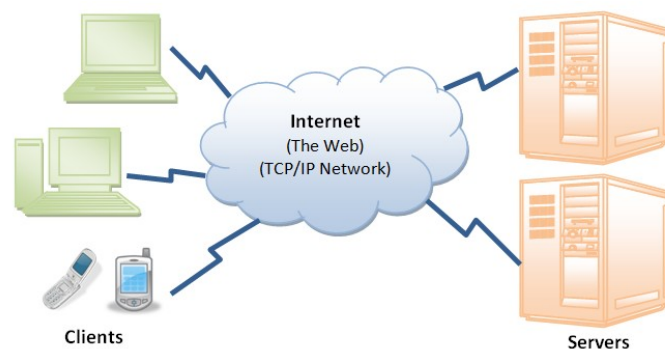 Internet
(The Web)
(TCP/IP Network)
Clients
Servers